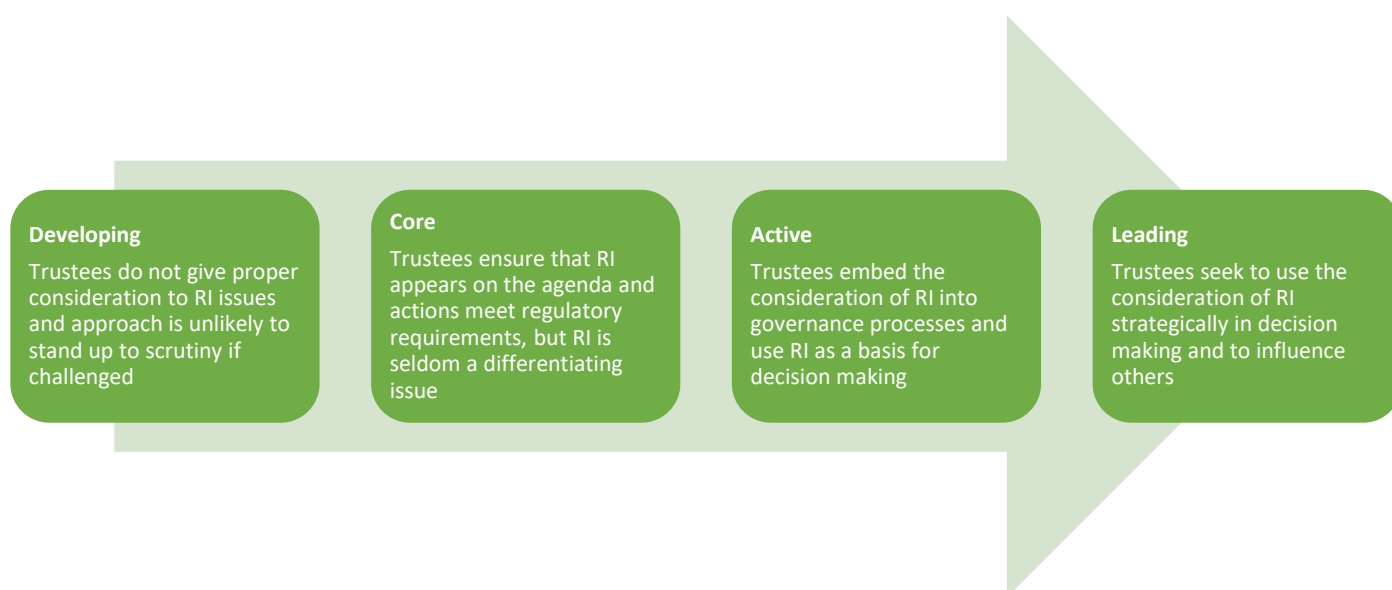 Developing
Trustees do not give proper
consideration to RI issues
and approach is unlikely to
stand up to scrutiny if
challenged
Core
Trustees ensure that RI
appears on the agenda and
actions meet regulatory
requirements, but RI is
seldom a differentiating
issue
Active
Trustees embed the
consideration of RI into
governance processes and
use RI as a basis for
decision making
Leading
Trustees seek to use the
consideration of RI
strategically in decision
making and to influence
others